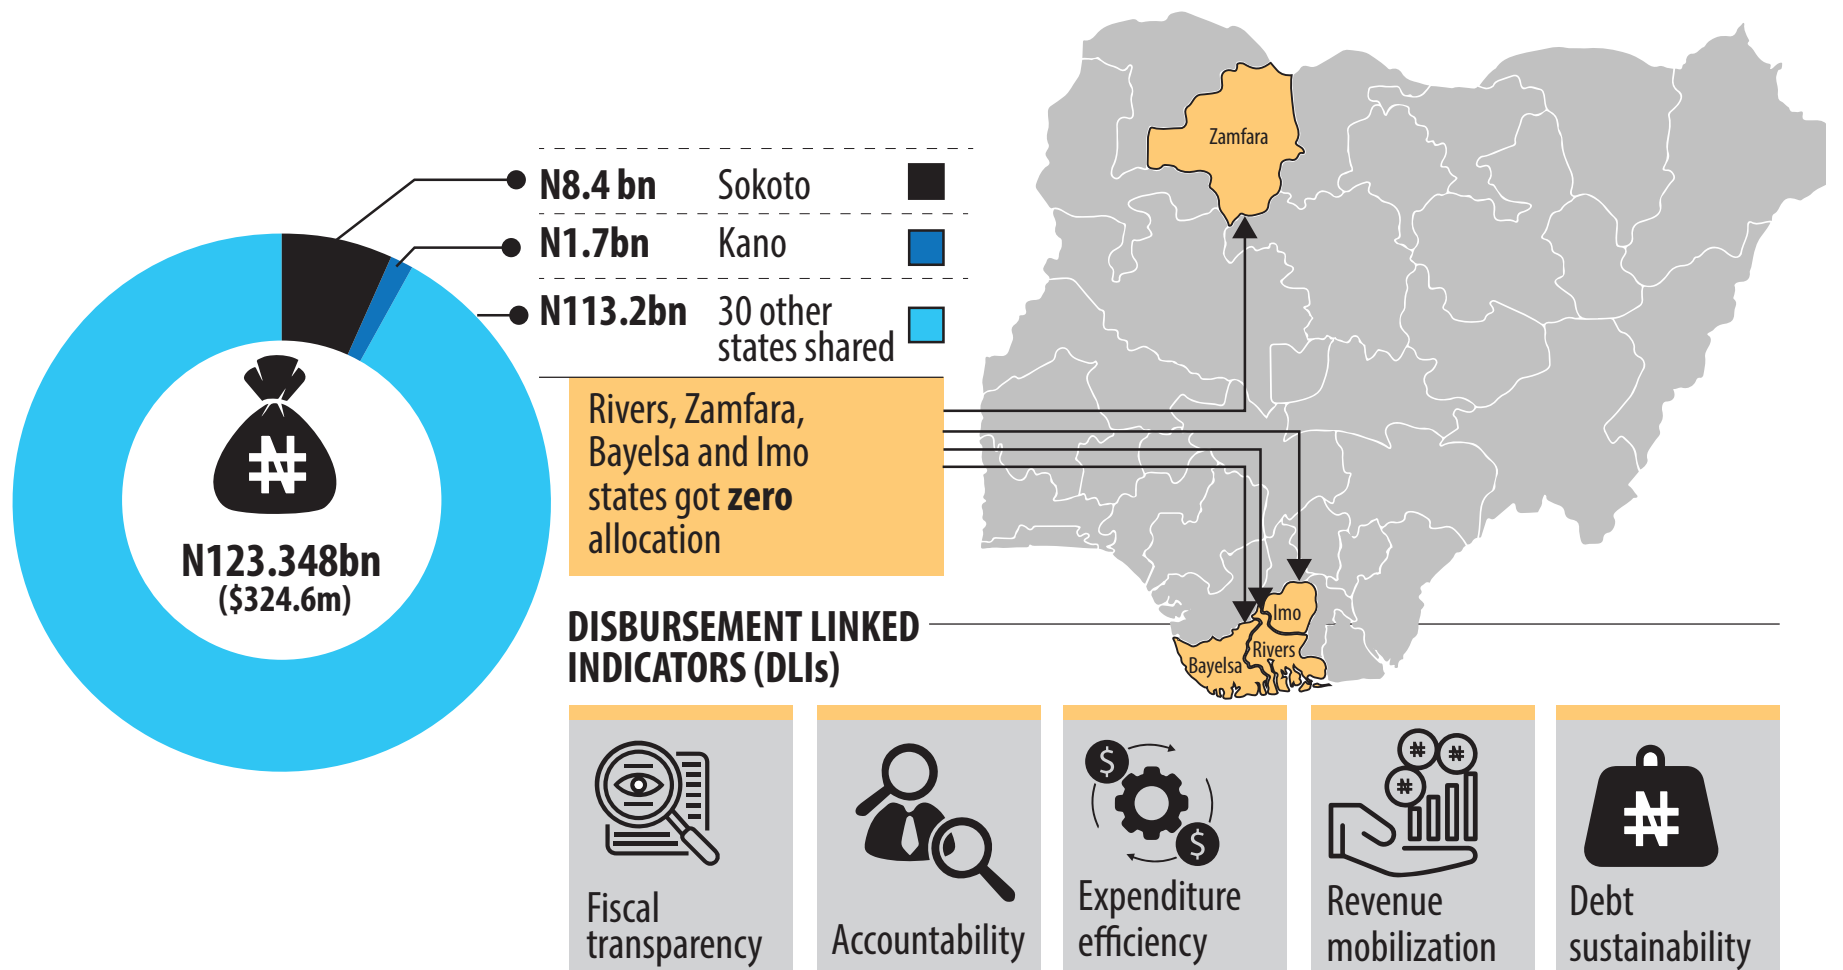 N8.4 bn Sokoto
N1.7bn Kano
N113.2bn 30 other
states shared
₦
N123.348bn
($324.6m)
Rivers, Zamfara,
Bayelsa and Imo
states got zero
allocation
Zamfara
Imo
Rivers
Bayelsa
DISBURSEMENT LINKED
INDICATORS (DLIs)
Fiscal
transparency
Accountability
$
$
Expenditure
efficiency
₦
₦
₦
Revenue
mobilization
₦
Debt
sustainability